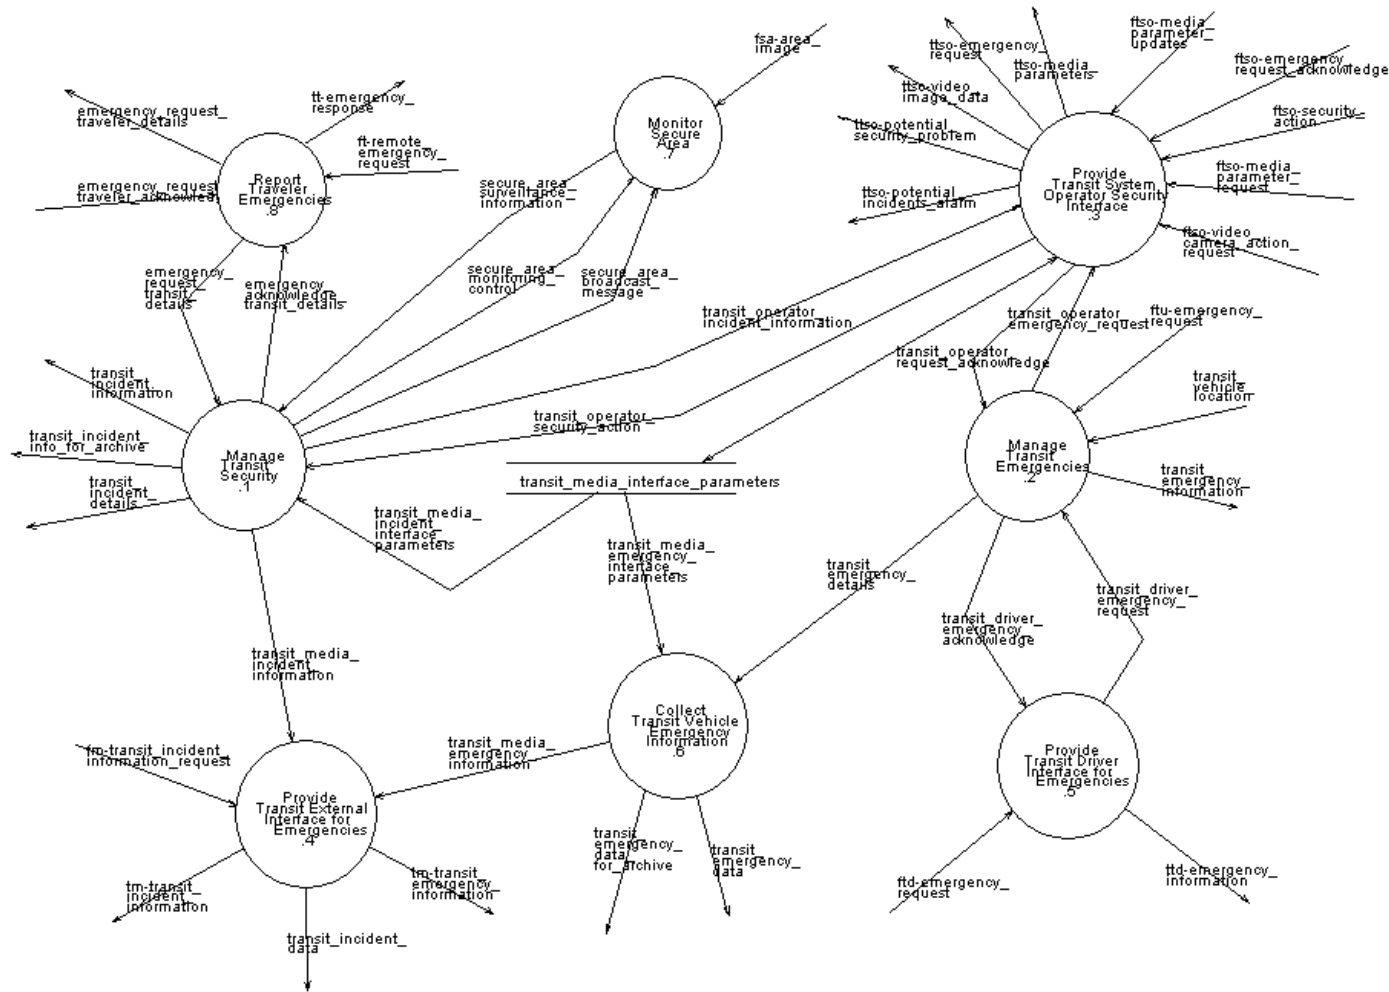 fsa-area_
image
ftso-media_
parameter_
updates
ttso-emergency_
request
ttso-media_
parameters
ftso-emergency_
request_acknowledge
ttso-video_
image_data
ftso-security_
action
ttso-potential_
security_problem
ftso-media_
parameter_
request
ttso-potential_
incidents_alarm
ftso-video_
camera_action_
request
Provide
Transit System
Operator Security
Interface
.3
Monitor
Secure
Area
.7
emergency_request_
traveler_details
tt-emergency_
response
ft-remote_
emergency_
request
emergency_request_
traveler_acknowledge
Report
Traveler
Emergencies
.8
secure_area_
surveillance_
information
emergency_
request_
transit_
details
emergency_
acknowledge_
transit_details
secure_area_
monitoring_
control
secure_area_
broadcast_
message
transit_operator_
incident_information
transit_operator_
emergency_request
ftu-emergency_
request
transit_operator_
request_acknowledge
transit_
vehicle_
location
transit_
incident_
information
transit_operator_
security_action
transit_incident_
info_for_archive
transit_
incident_
details
Manage
Transit
Security
.1
Manage
Transit
Emergencies
.2
transit_
emergency_
information
transit_media_interface_parameters
transit_media_
incident_
interface_
parameters
transit_media_
emergency_
interface_
parameters
transit_
emergency_
details
transit_driver_
emergency_
request
transit_driver_
emergency_
acknowledge
transit_media_
incident_
information
Collect
Transit Vehicle
Emergency
Information
.6
fm-transit_incident_
information_request
transit_media_
emergency_
information
Provide
Transit Driver
Interface for
Emergencies
.5
Provide
Transit External
Interface for
Emergencies
.4
transit_
emergency_
data_
for_archive
transit_
emergency_
data
tm-transit_
incident_
information
tm-transit_
emergency_
information
ftd-emergency_
request
ttd-emergency_
information
transit_incident_
data